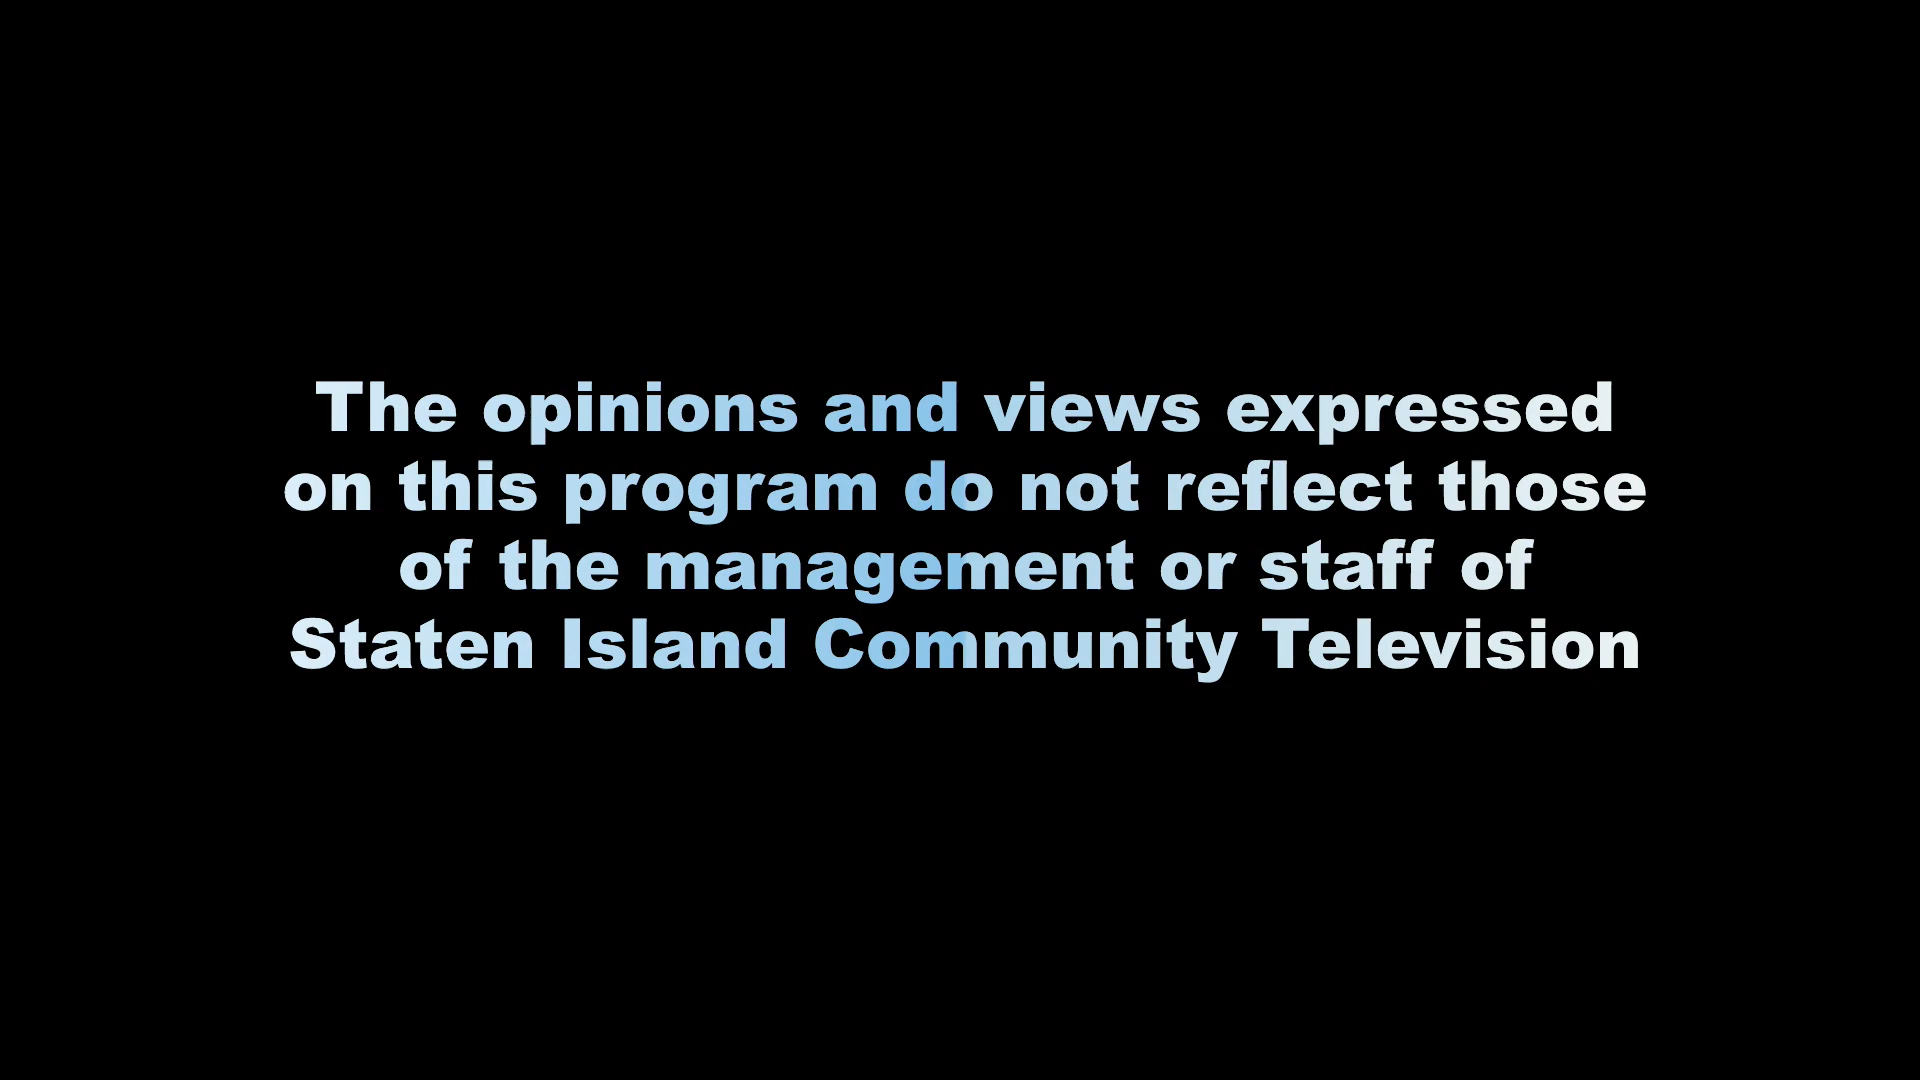 The opinions and views expressed
on this program do not reflect those
of the management or staff of
Staten Island Community Television